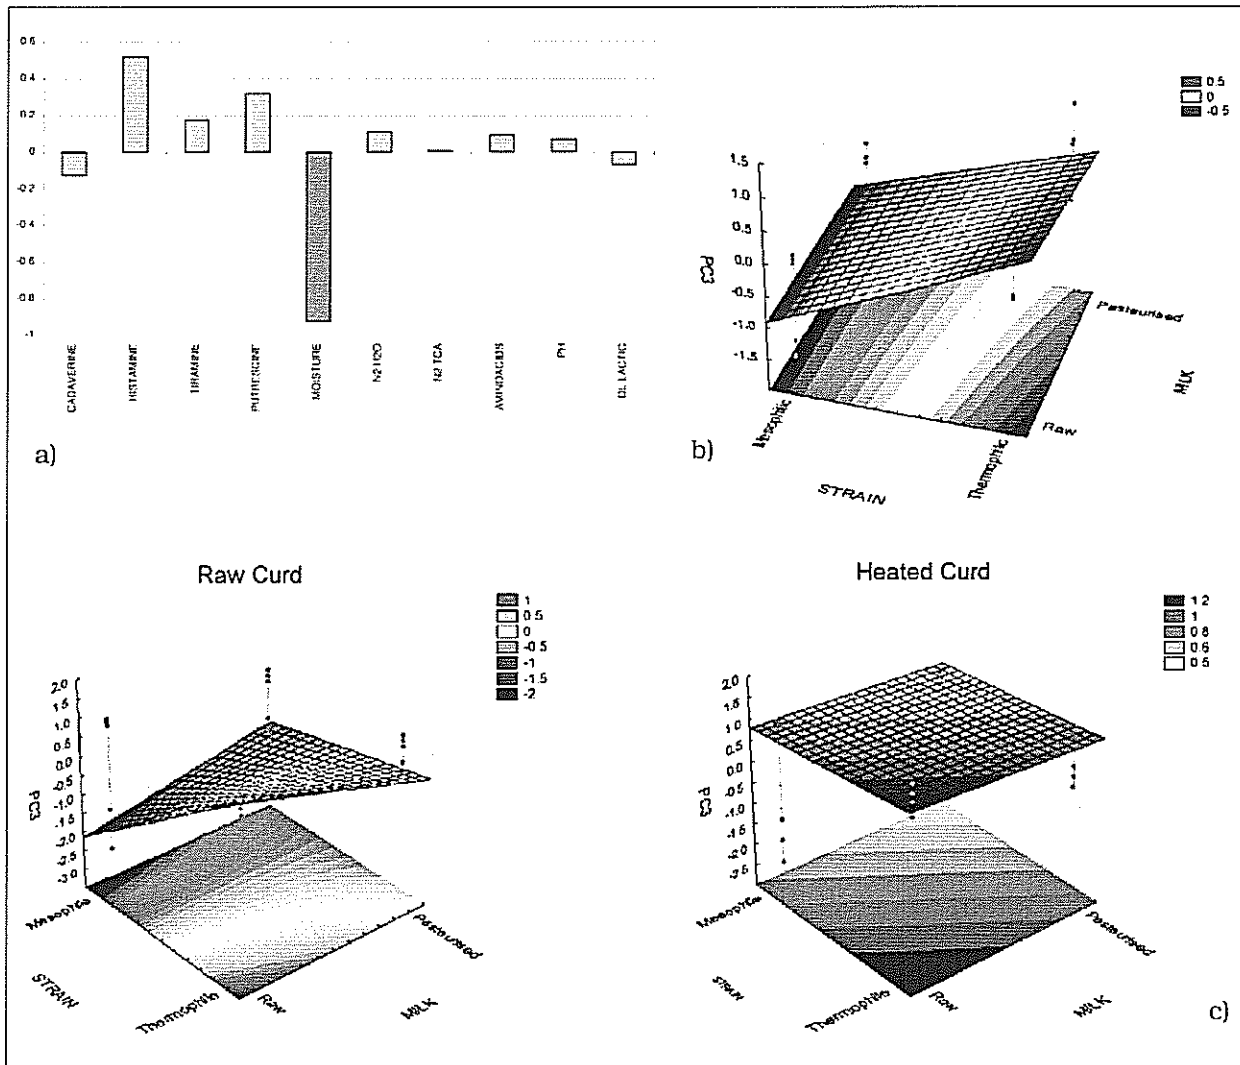 0.6
0.4
0.2
0
-0.2
-0.4
-0.6
-0.8
-1
CADAVERINE
HISTAMINE
TIRAMINE
PUTRESCINE
MOISTURE
N2 H2O
N2 TCA
AMINOACIDS
PH
DL LACTIC
a)
0.5
0
-0.5
1.5
1.0
0.5
0.0
-0.5
-1.0
-1.5
PC3
Mesophilic
Thermophilic
STRAIN
Pasteurised
Raw
MILK
b)
Raw Curd
1
0.5
0
-0.5
-1
-1.5
-2
2.0
1.5
1.0
0.5
0.0
-0.5
-1.0
-1.5
-2.0
-2.5
-3.0
PC3
Mesophilic
Thermophilic
STRAIN
Pasteurised
Raw
MILK
Heated Curd
1.2
1
0.8
0.6
0.5
2.0
1.5
1.0
0.5
0.0
-0.5
-1.0
-1.5
-2.0
-2.5
PC3
Mesophilic
Thermophilic
STRAIN
Pasteurised
Raw
MILK
c)